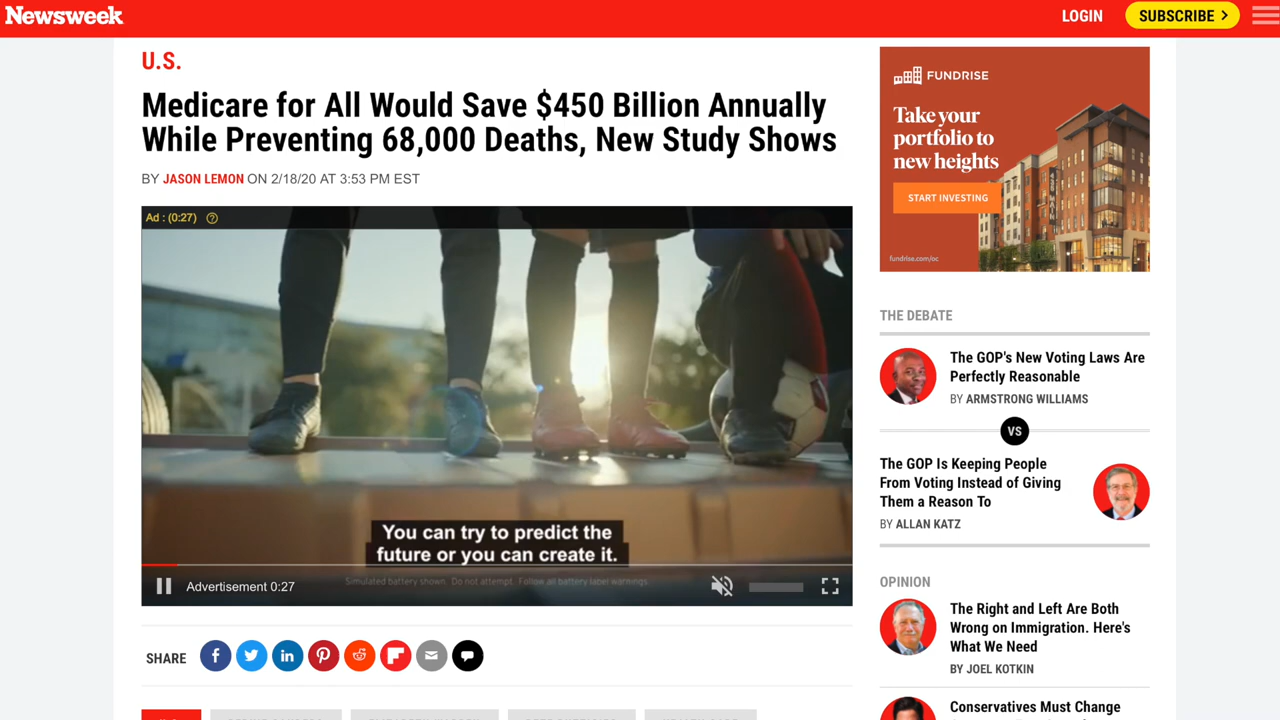 Newsweek
LOGIN
SUBSCRIBE >
U.S.
Medicare for All Would Save $450 Billion Annually
While Preventing 68,000 Deaths, New Study Shows
BY JASON LEMON ON 2/18/20 AT 3:53 PM EST
Ad : (0:27)
You can try to predict the
future or you can create it.
Simulated battery shown. Do not attempt. Follow all battery label warnings.
Advertisement 0:27
SHARE
FUNDRISE
Take your
portfolio to
new heights
START INVESTING
fundrise.com/oc
THE DEBATE
The GOP's New Voting Laws Are
Perfectly Reasonable
BY ARMSTRONG WILLIAMS
VS
The GOP Is Keeping People
From Voting Instead of Giving
Them a Reason To
BY ALLAN KATZ
OPINION
The Right and Left Are Both
Wrong on Immigration. Here's
What We Need
BY JOEL KOTKIN
Conservatives Must Change